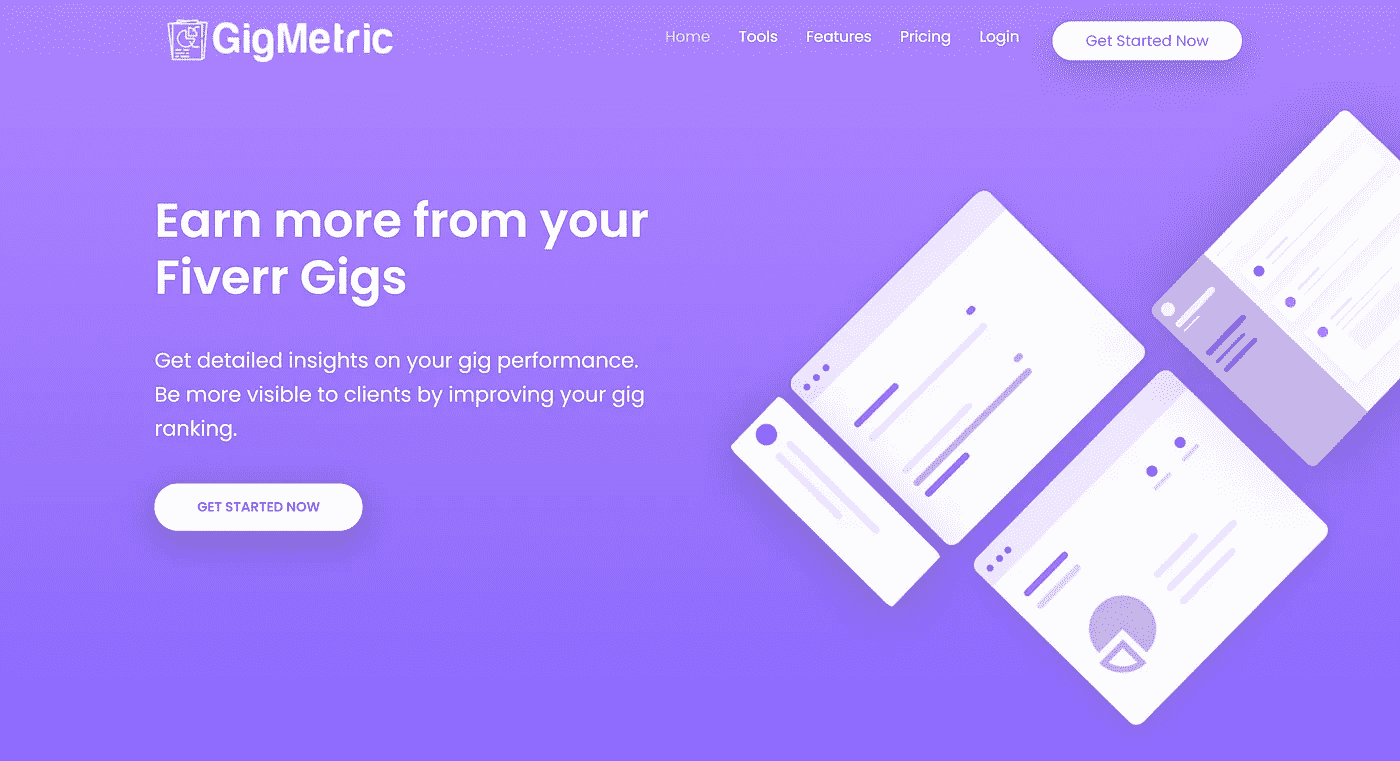 GigMetric
Home Tools Features Pricing Login Get Started Now
Earn more from your
Fiverr Gigs
Get detailed insights on your gig performance.
Be more visible to clients by improving your gig
ranking.
GET STARTED NOW